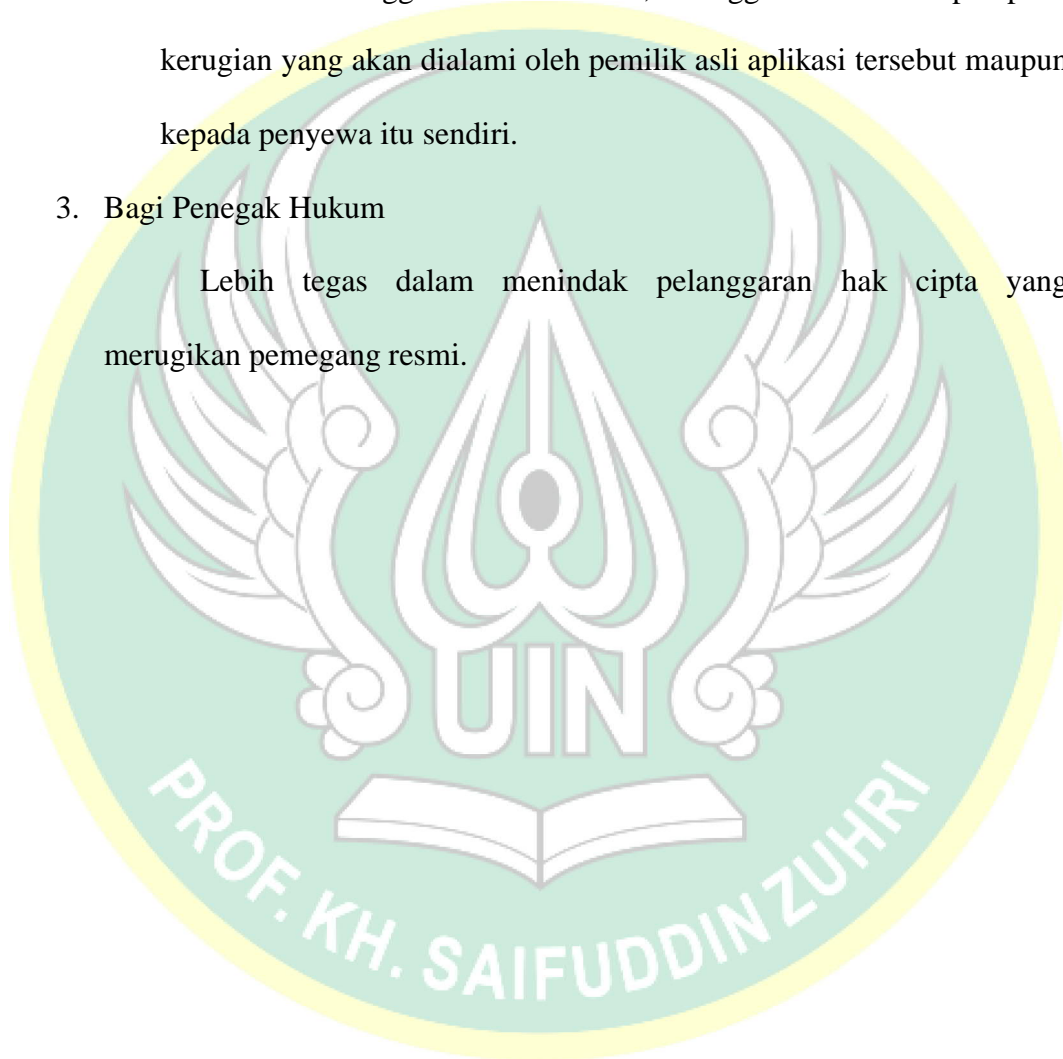 kerugian yang akan dialami oleh pemilik asli aplikasi tersebut maupun
kepada penyewa itu sendiri.
3. Bagi Penegak Hukum
Lebih tegas dalam menindak pelanggaran hak cipta yang
merugikan pemegang resmi.
UIN
PROF. KH. SAIFUDDIN ZUHRI